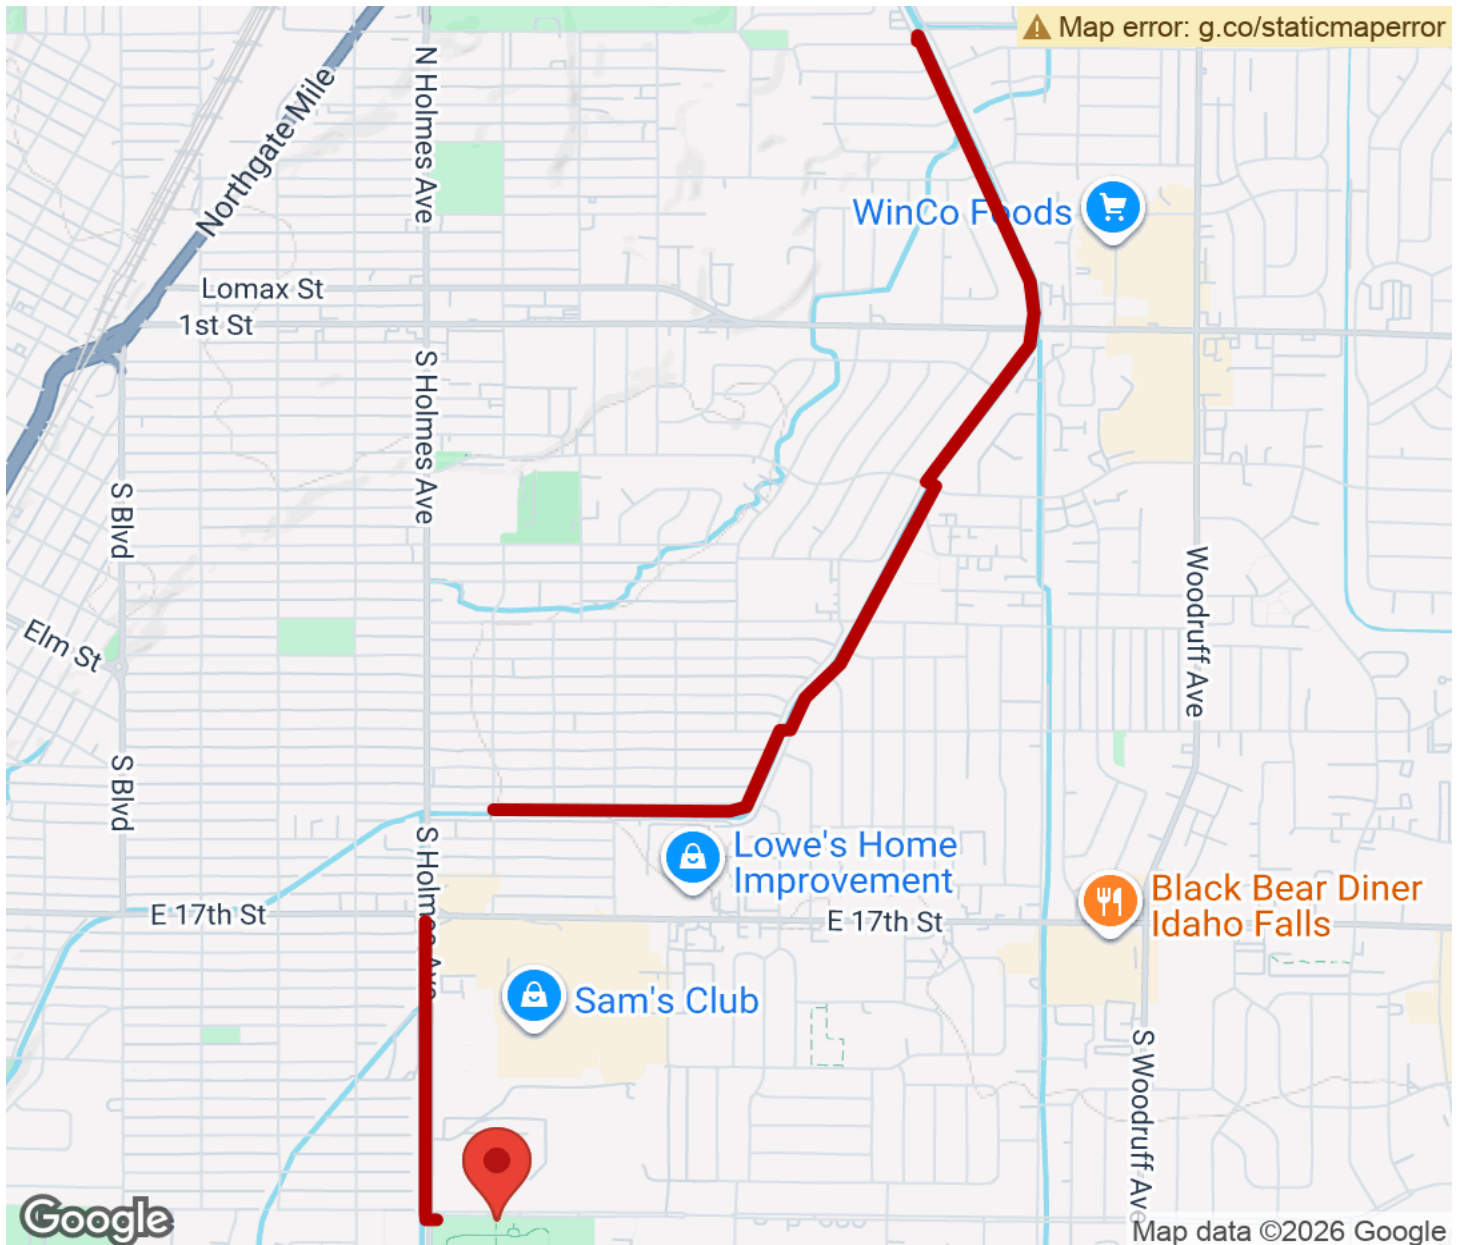 Map error: g.co/staticmaperror
N Holmes Ave
Northgate Mile
WinCo Foods
Lomax St
1st St
S Holmes Ave
S Blvd
Elm St
Woodruff Ave
S Blvd
S Holmes Ave
Lowe's Home
Improvement
Black Bear Diner
Idaho Falls
E 17th St
E 17th St
Sam's Club
S Woodruff Ave
Google
Map data ©2026 Google